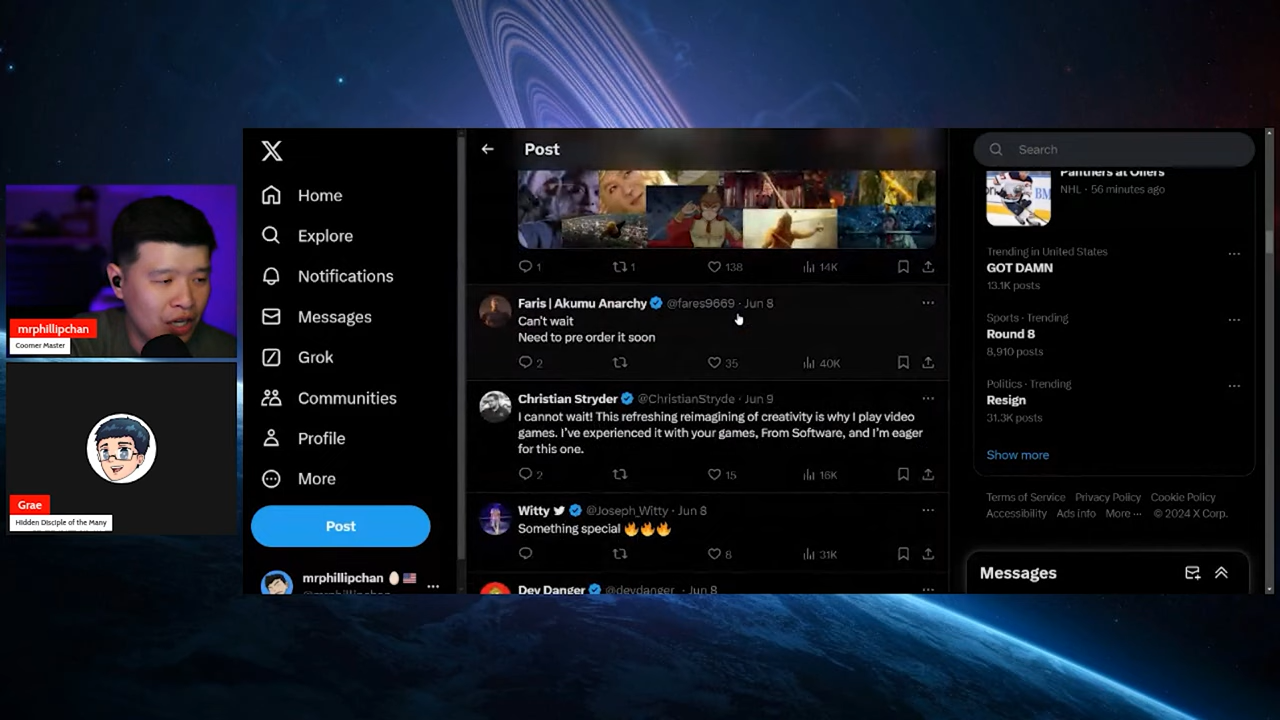 mrphillipchan
Coomer Master
Grae
Hidden Disciple of the Many
Home
Explore
Notifications
Messages
Grok
Communities
Profile
More
Post
mrphillipchan
@mrphillipchan
Post
1
1
138
14K
Faris | Akumu Anarchy @fares9669 · Jun 8
Can't wait
Need to pre order it soon
2
35
40K
Christian Stryder @ChristianStryde · Jun 9
I cannot wait! This refreshing reimagining of creativity is why I play video
games. I've experienced it with your games, From Software, and I'm eager
for this one.
2
15
16K
Witty @Joseph_Witty · Jun 8
Something special 🔥🔥🔥
8
31K
Dev Danger @devdanger · Jun 8
Search
Panthers at Oilers
NHL · 56 minutes ago
Trending in United States
GOT DAMN
13.1K posts
Sports · Trending
Round 8
8,910 posts
Politics · Trending
Resign
31.3K posts
Show more
Terms of Service Privacy Policy Cookie Policy
Accessibility Ads info More ··· © 2024 X Corp.
Messages